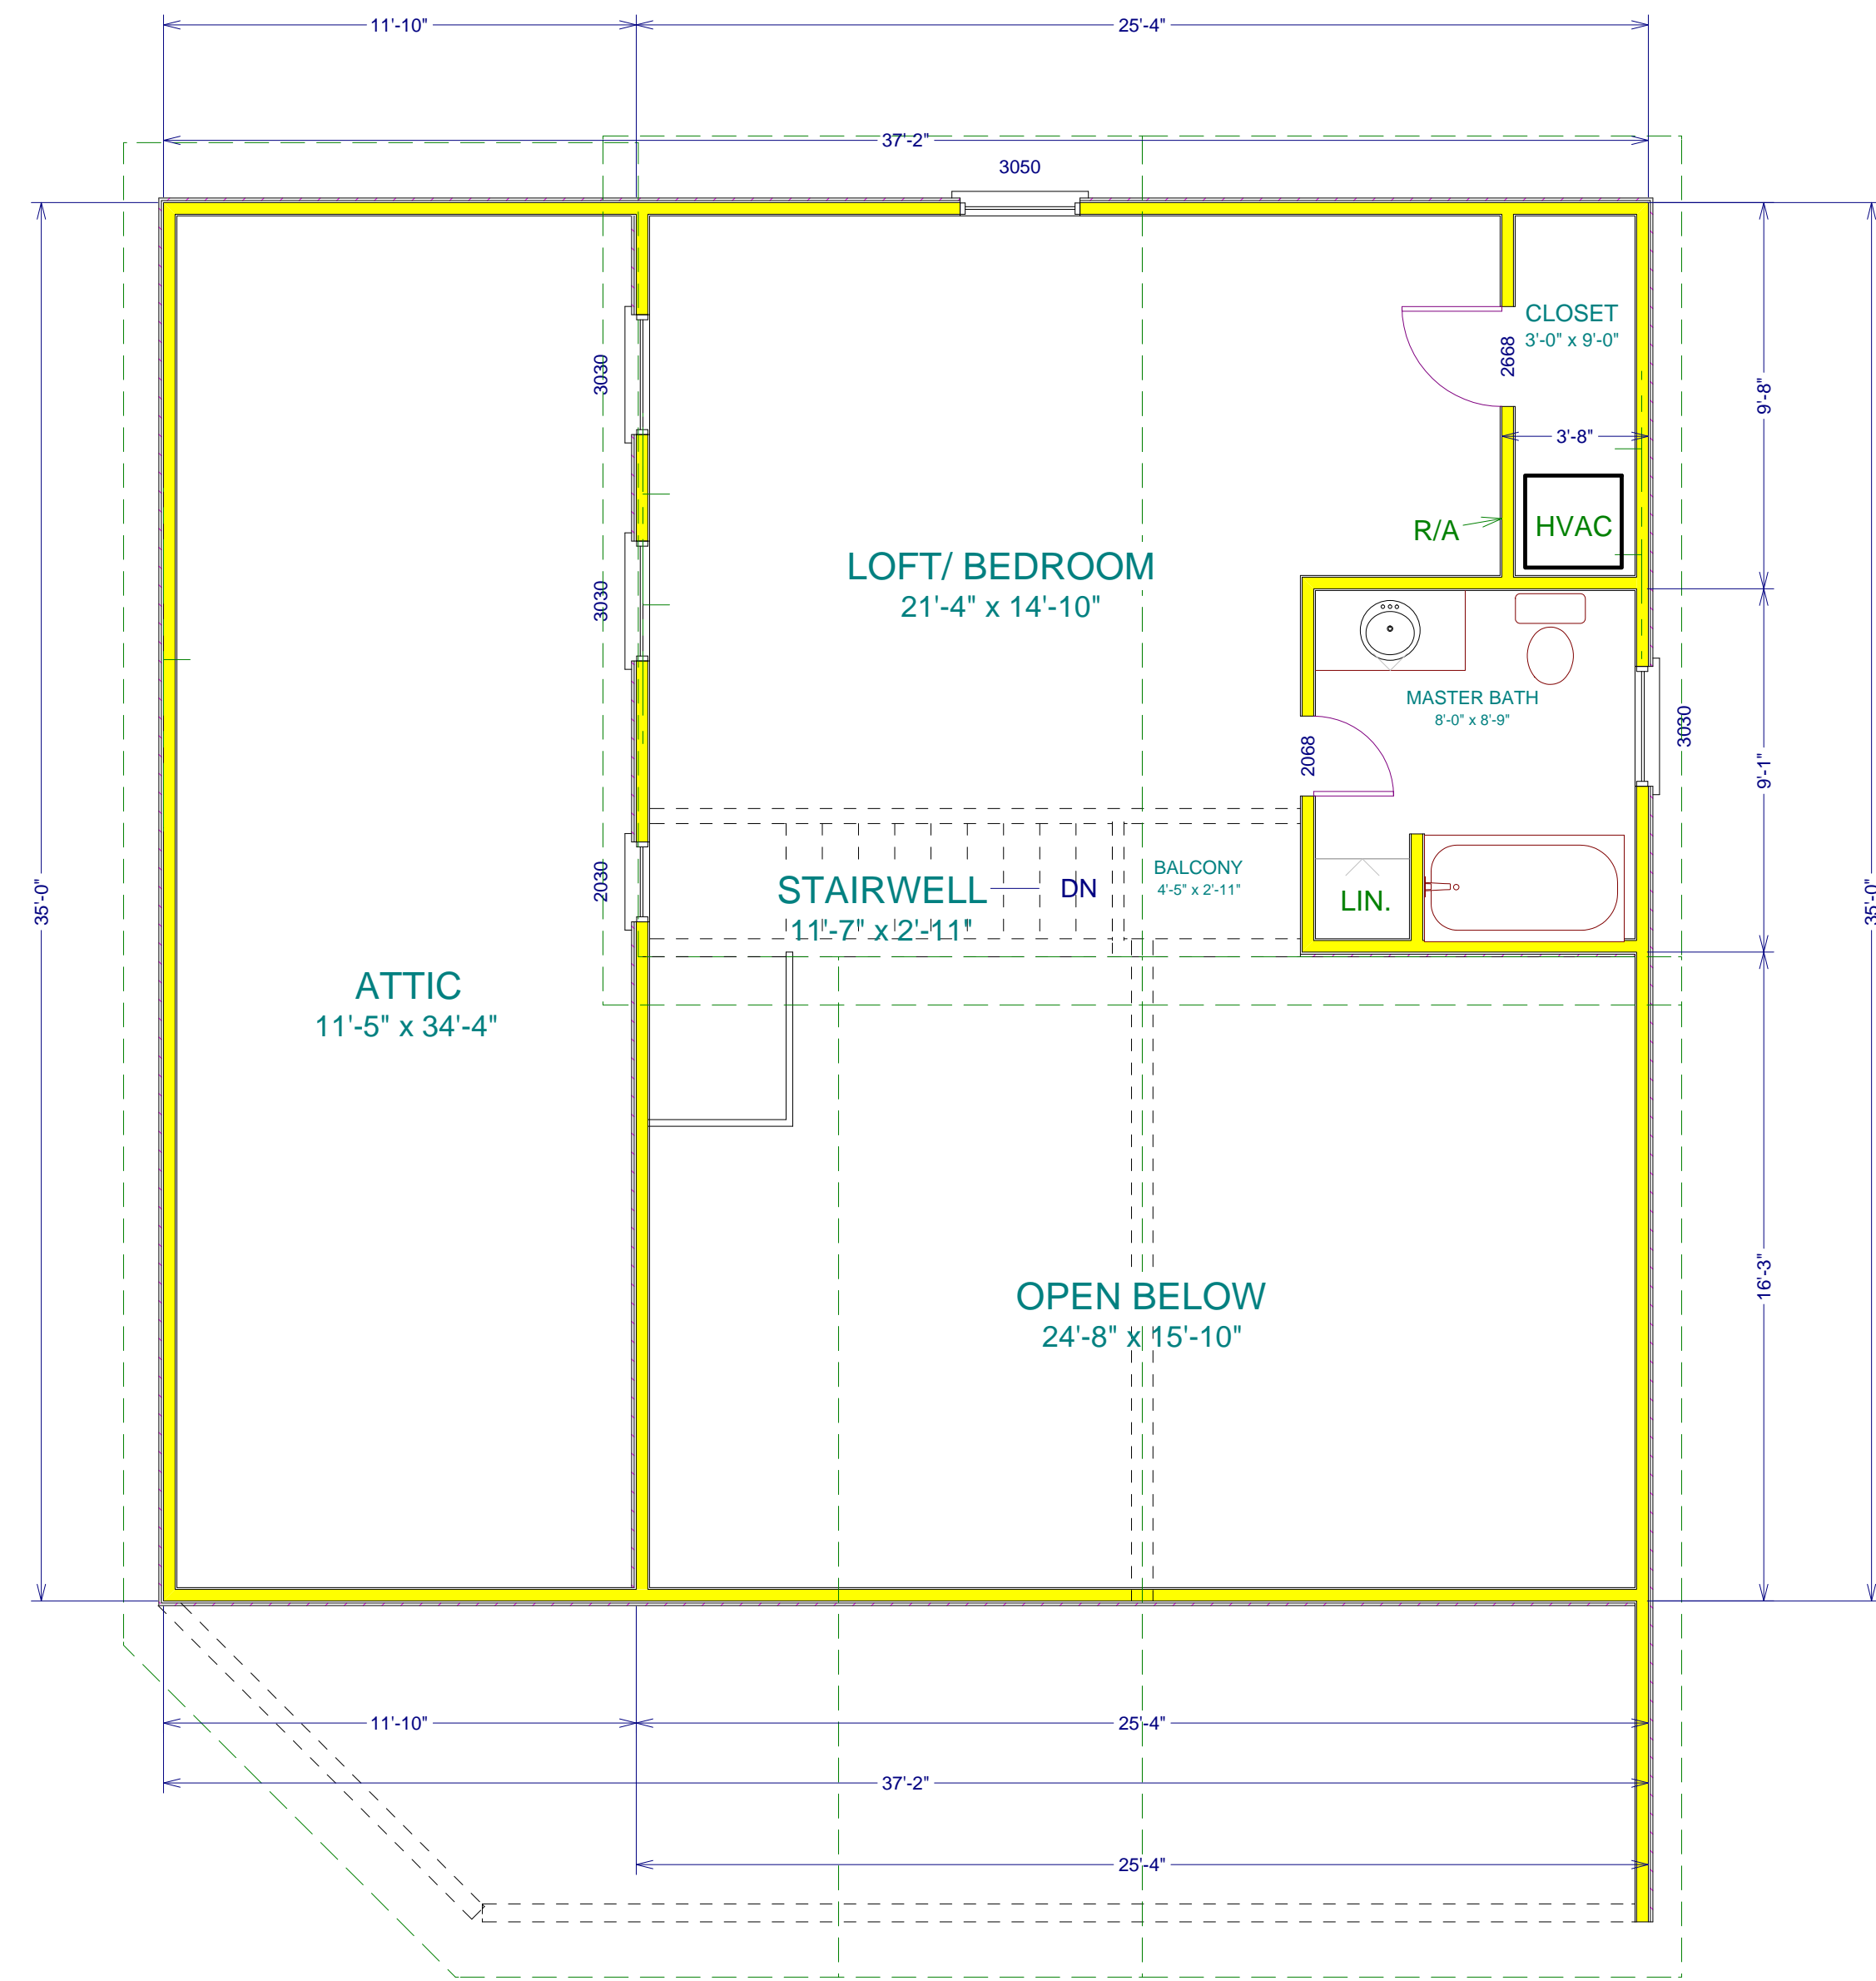 11'-10"
25'-4"
37'-2"
3050
CLOSET
3'-0" x 9'-0"
3030
2668
9'-8"
3'-8"
R/A
HVAC
LOFT/ BEDROOM
21'-4" x 14'-10"
3030
MASTER BATH
8'-0" x 8'-9"
3030
2068
9'-1"
BALCONY
4'-5" x 2'-11"
STAIRWELL
DN
11'-7" x 2'-11"
2030
LIN.
35'-0"
35'-0"
ATTIC
11'-5" x 34'-4"
16'-3"
OPEN BELOW
24'-8" x 15'-10"
11'-10"
25'-4"
37'-2"
25'-4"